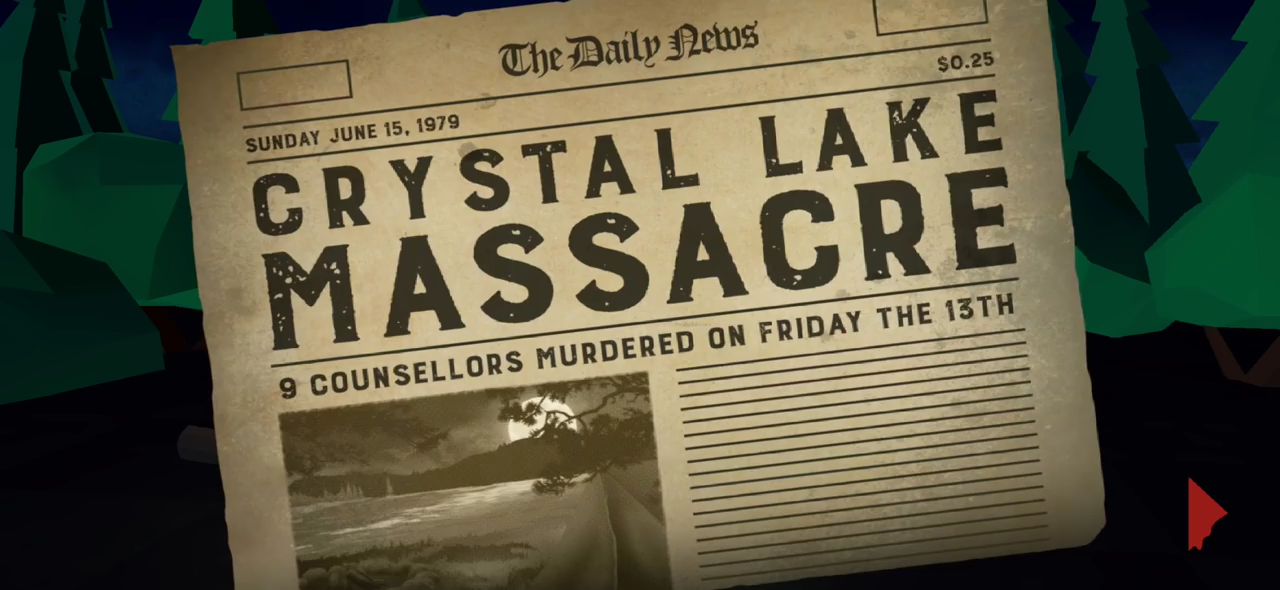 The Daily News
$0.25
SUNDAY JUNE 15, 1979
CRYSTAL LAKE
MASSACRE
9 COUNSELLORS MURDERED ON FRIDAY THE 13TH